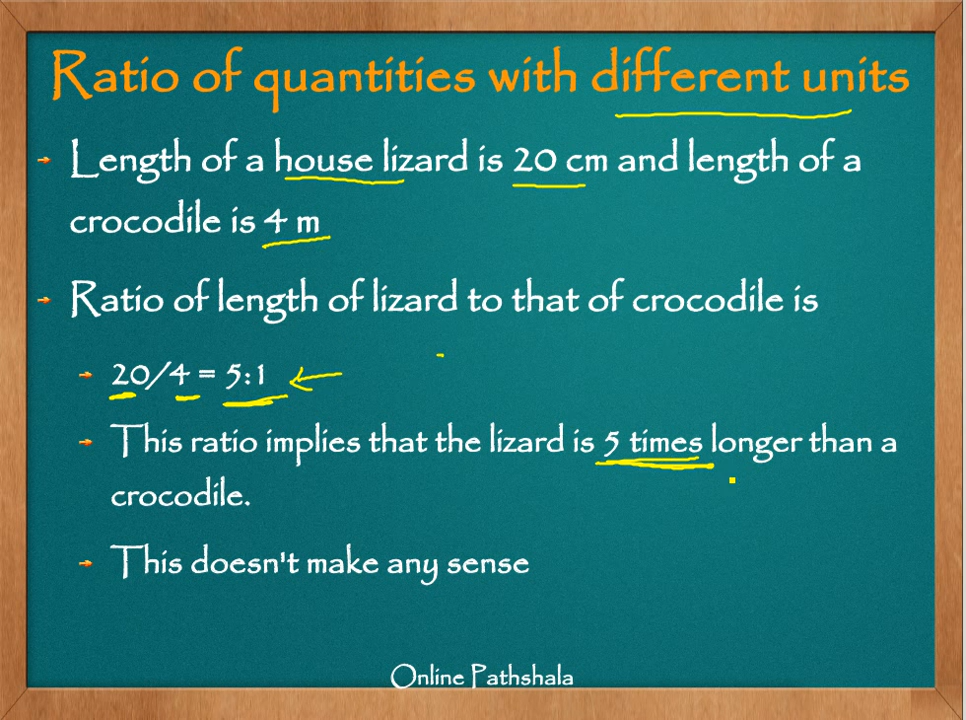 Ratio of quantities with different units
Length of a house lizard is 20 cm and length of a
crocodile is 4 m
Ratio of length of lizard to that of crocodile is
20/4 = 5:1
This ratio implies that the lizard is 5 times longer than a
crocodile.
This doesn't make any sense
Online Pathshala